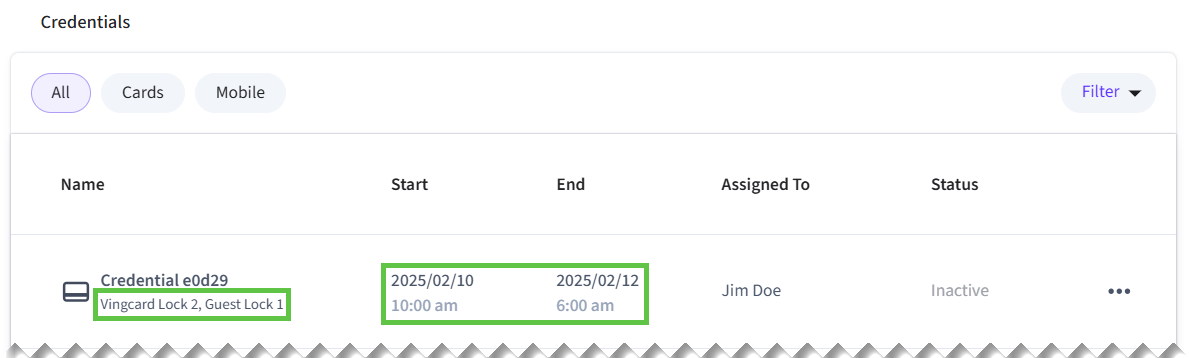 Credentials
All Cards Mobile Filter
Name Start End Assigned To Status
Credential e0d29 2025/02/10 2025/02/12 Jim Doe Inactive
Vingcard Lock 2, Guest Lock 1 10:00 am 6:00 am